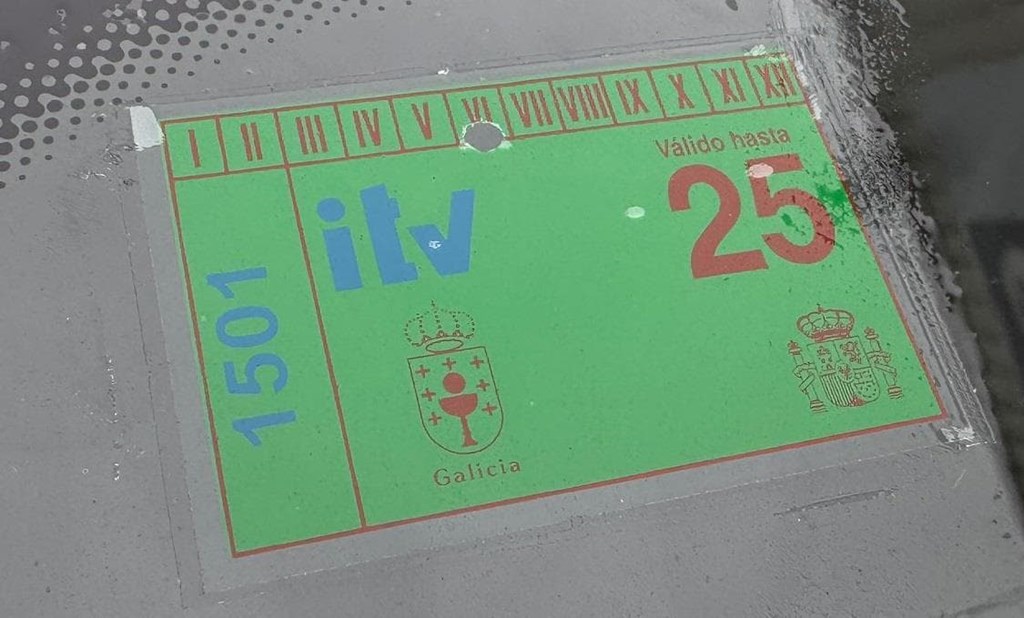 I II III IV V VI VII VIII IX X XI XII
Válido hasta
25
itv
1501
Galicia